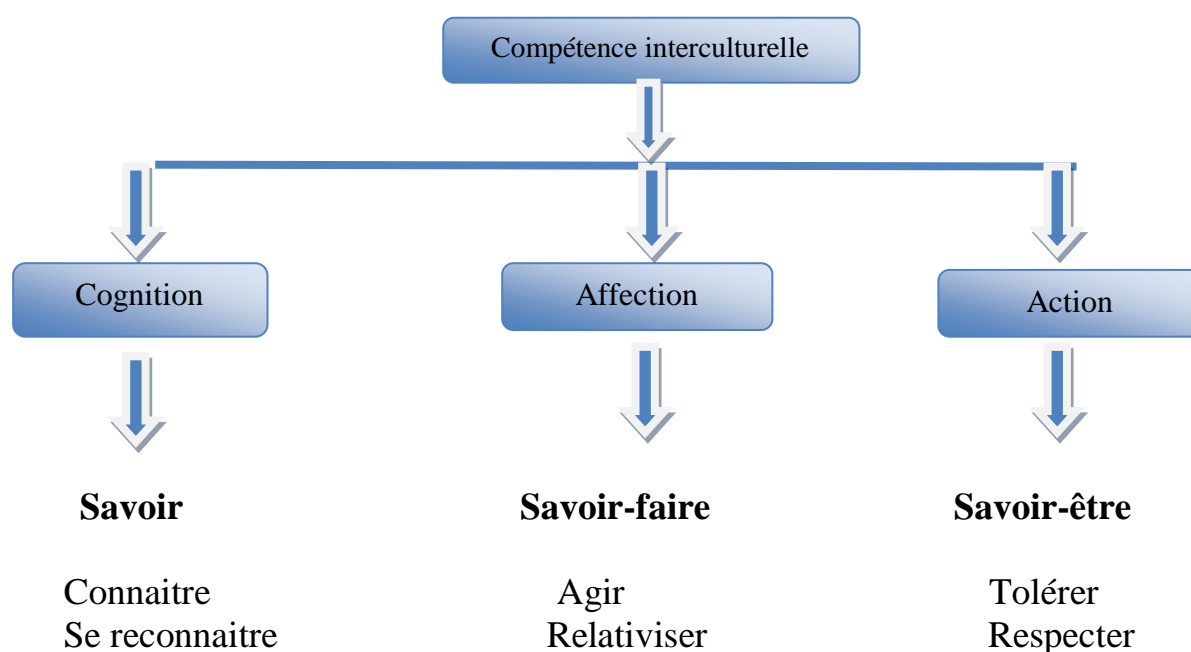 Compétence interculturelle
Cognition
Affection
Action
Savoir
Savoir-faire
Savoir-être
Connaitre
Agir
Tolérer
Se reconnaitre
Relativiser
Respecter